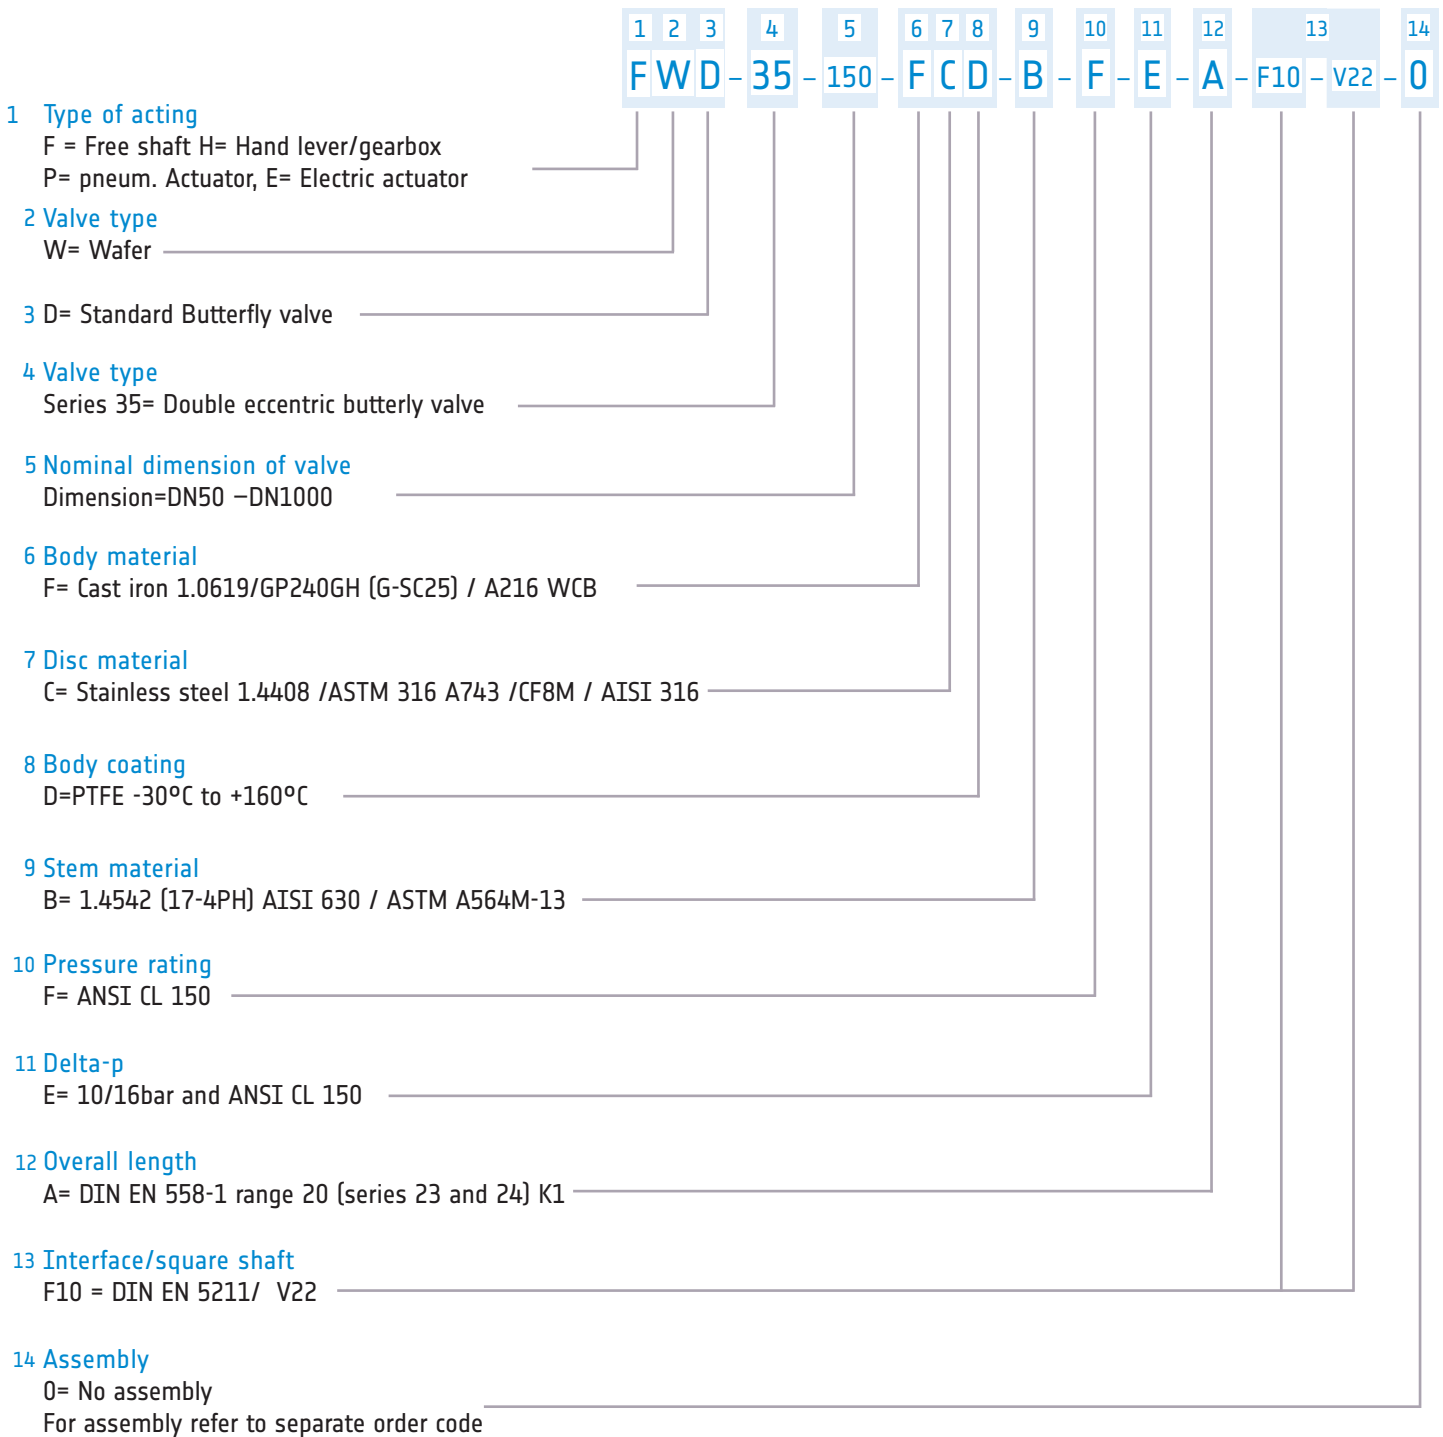 1 2 3 4 5 6 7 8 9 10 11 12 13 14
F W D – 35 – 150 – F C D – B – F – E – A – F10 – V22 – 0
1 Type of acting
F = Free shaft H= Hand lever/gearbox
P= pneum. Actuator, E= Electric actuator
2 Valve type
W= Wafer
3 D= Standard Butterfly valve
4 Valve type
Series 35= Double eccentric butterly valve
5 Nominal dimension of valve
Dimension=DN50 –DN1000
6 Body material
F= Cast iron 1.0619/GP240GH (G-SC25) / A216 WCB
7 Disc material
C= Stainless steel 1.4408 /ASTM 316 A743 /CF8M / AISI 316
8 Body coating
D=PTFE -30ºC to +160ºC
9 Stem material
B= 1.4542 (17-4PH) AISI 630 / ASTM A564M-13
10 Pressure rating
F= ANSI CL 150
11 Delta-p
E= 10/16bar and ANSI CL 150
12 Overall length
A= DIN EN 558-1 range 20 (series 23 and 24) K1
13 Interface/square shaft
F10 = DIN EN 5211/ V22
14 Assembly
0= No assembly
For assembly refer to separate order code